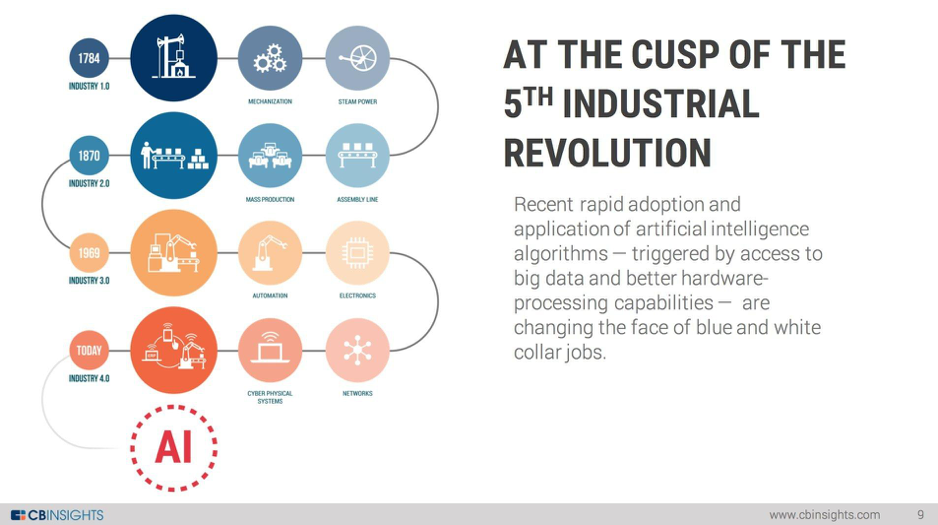 1784
INDUSTRY 1.0
MECHANIZATION
STEAM POWER
1870
INDUSTRY 2.0
MASS PRODUCTION
ASSEMBLY LINE
1969
INDUSTRY 3.0
AUTOMATION
ELECTRONICS
TODAY
INDUSTRY 4.0
CYBER PHYSICAL
SYSTEMS
NETWORKS
AI
AT THE CUSP OF THE
5TH INDUSTRIAL
REVOLUTION
Recent rapid adoption and
application of artificial intelligence
algorithms — triggered by access to
big data and better hardware-
processing capabilities — are
changing the face of blue and white
collar jobs.
CBINSIGHTS
www.cbinsights.com
9